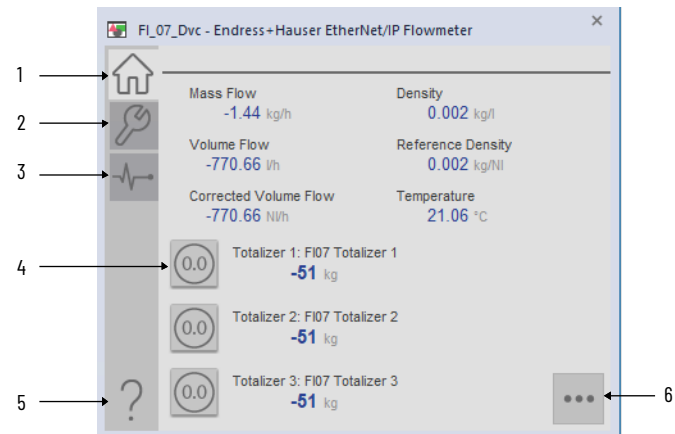 FI_07_Dvc - Endress+Hauser EtherNet/IP Flowmeter ×
1
2
3
4
5
6
Mass Flow Density
-1.44 kg/h 0.002 kg/l
Volume Flow Reference Density
-770.66 l/h 0.002 kg/Nl
Corrected Volume Flow Temperature
-770.66 Nl/h 21.06 °C
0.0 Totalizer 1: FI07 Totalizer 1
-51 kg
0.0 Totalizer 2: FI07 Totalizer 2
-51 kg
0.0 Totalizer 3: FI07 Totalizer 3
-51 kg
?